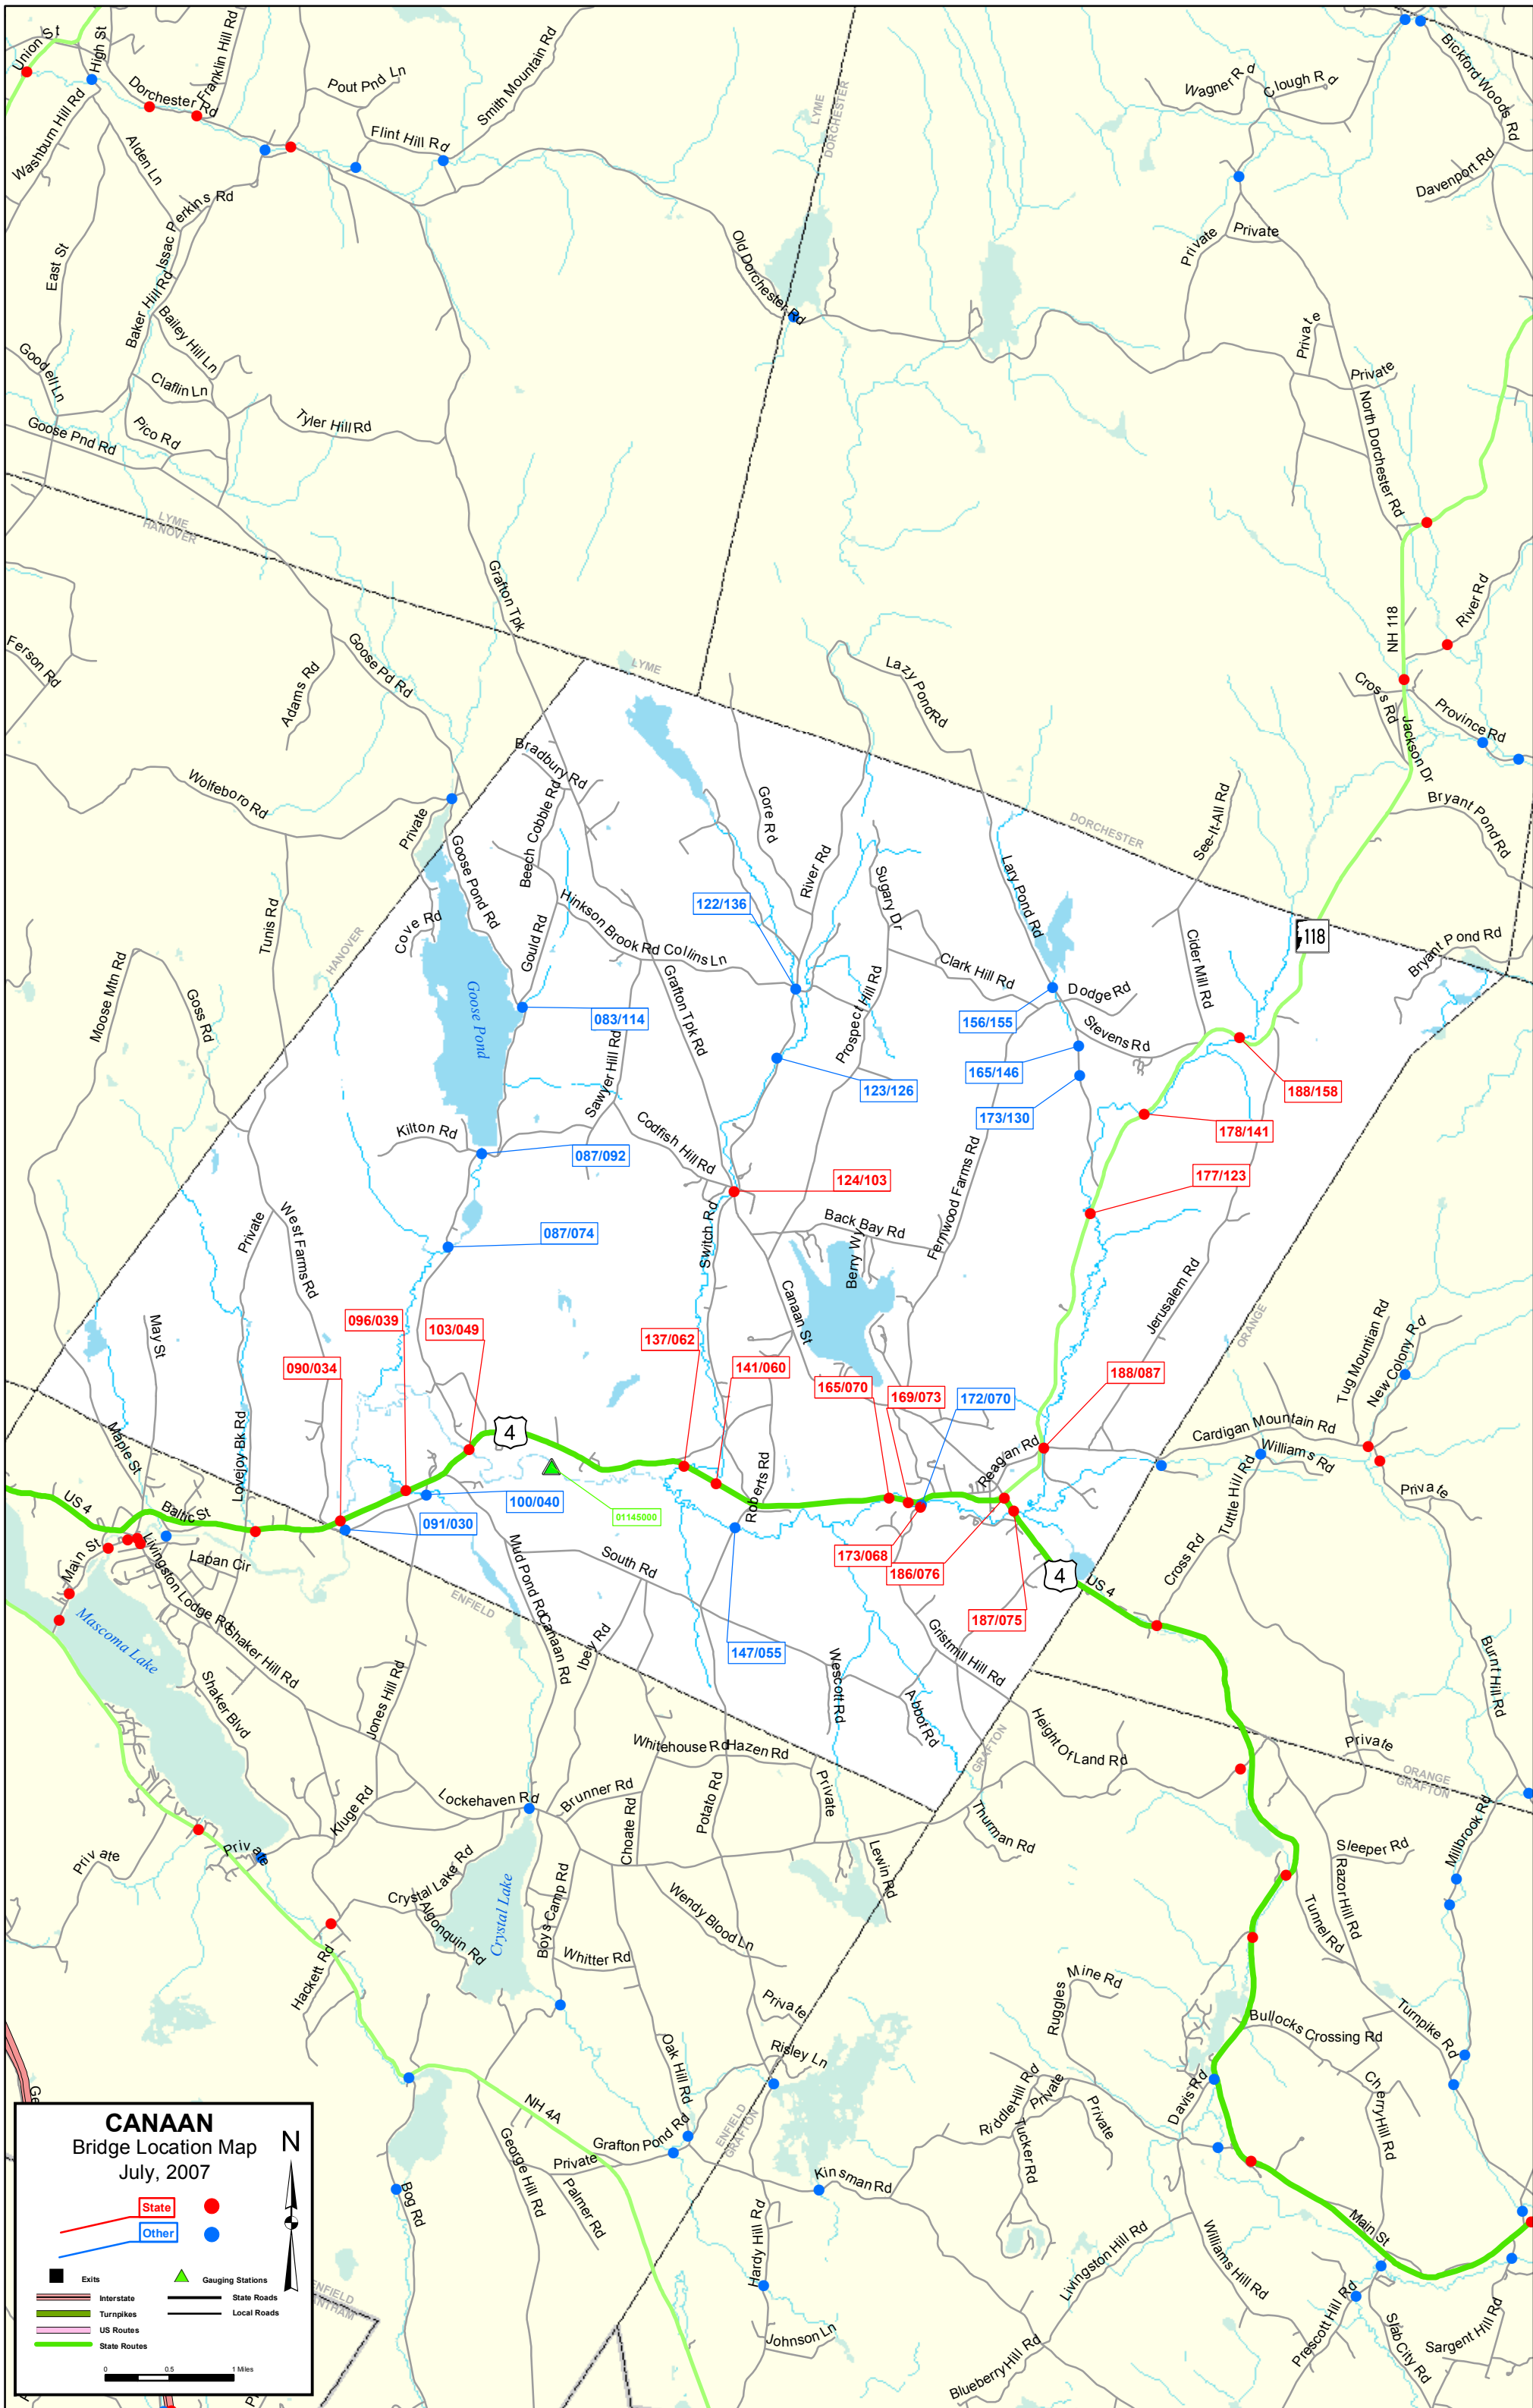 Union St
High St
Franklin Hill Rd
Dorchester Rd
Washburn Hill Rd
Alden Ln
Pout Pnd Ln
Flint Hill Rd
Smith Mountain Rd
LYME
DORCHESTER
Wagner Rd
Clough Rd
Bickford Woods Rd
Davenport Rd
Private
Private
East St
Issac Perkins Rd
Baker Hill Rd
Bailey Hill Ln
Old Dorchester Rd
Private
Private
Goodell Ln
Claflin Ln
Pico Rd
Tyler Hill Rd
Goose Pnd Rd
North Dorchester Rd
LYME
HANOVER
Grafton Tpk
Ferson Rd
Adams Rd
Goose Pd Rd
LYME
Lazy Pond Rd
NH 118
River Rd
Cross Rd
Province Rd
Jackson Dr
Bryant Pond Rd
Wolfeboro Rd
Private
Bradbury Rd
Beech Cobble Rd
Goose Pond Rd
Gore Rd
River Rd
Sugary Dr
DORCHESTER
See-It-All Rd
Lary Pond Rd
Tunis Rd
HANOVER
Cove Rd
Gould Rd
Hinkson Brook Rd
Collins Ln
122/136
118
Bryant Pond Rd
Moose Mtn Rd
Goss Rd
Goose Pond
Grafton Tpk Rd
Prospect Hill Rd
Clark Hill Rd
Dodge Rd
Cider Mill Rd
083/114
156/155
Stevens Rd
Sawyer Hill Rd
123/126
165/146
188/158
173/130
178/141
Kilton Rd
087/092
Codfish Hill Rd
124/103
177/123
Fernwood Farms Rd
Private
West Farms Rd
087/074
Switch Rd
Back Bay Rd
Berry Wy
Canaan St
Jerusalem Rd
May St
096/039
103/049
137/062
ORANGE
Tug Mountian Rd
New Colony Rd
090/034
141/060
165/070
169/073
172/070
188/087
Maple St
Lovejoy Bk Rd
4
Reagan Rd
Cardigan Mountain Rd
Williams Rd
US 4
Baltic St
100/040
01145000
Roberts Rd
Private
Tuttle Hill Rd
091/030
Main St
Livingston Lodge Rd
Lapan Cir
Mud Pond Rd
South Rd
173/068
186/076
4
US 4
Cross Rd
ENFIELD
187/075
Mascoma Lake
Shaker Hill Rd
Canaan Rd
Ibey Rd
147/055
Gristmill Hill Rd
Burnt Hill Rd
Shaker Blvd
Jones Hill Rd
Wescott Rd
Abbot Rd
Height Of Land Rd
Whitehouse Rd
Hazen Rd
GRAFTON
Private
Private
ORANGE
GRAFTON
Kluge Rd
Lockehaven Rd
Brunner Rd
Choate Rd
Potato Rd
Thurman Rd
Millbrook Rd
Private
Private
Crystal Lake Rd
Lewin Rd
Sleeper Rd
Razor Hill Rd
Algonquin Rd
Crystal Lake
Boys Camp Rd
Wendy Blood Ln
Tunnel Rd
Hackett Rd
Whitter Rd
Private
Mine Rd
Ruggles
Turnpike Rd
Bullocks Crossing Rd
Oak Hill Rd
Risley Ln
Riddle Hill Rd
Private
Private
Davis Rd
Cherry Hill Rd
NH 4A
ENFIELD
GRAFTON
Tucker Rd
Grafton Pond Rd
Private
George Hill Rd
Palmer Rd
Kinsman Rd
Bog Rd
Hardy Hill Rd
Livingston Hill Rd
Williams Hill Rd
Main St
Prescott Hill Rd
Slab City Rd
Sargent Hill Rd
Johnson Ln
Blueberry Hill Rd
CANAAN
Bridge Location Map
July, 2007
N
State
Other
Exits
Gauging Stations
Interstate
State Roads
Turnpikes
Local Roads
US Routes
State Routes
0 0.5 1 Miles
ENFIELD